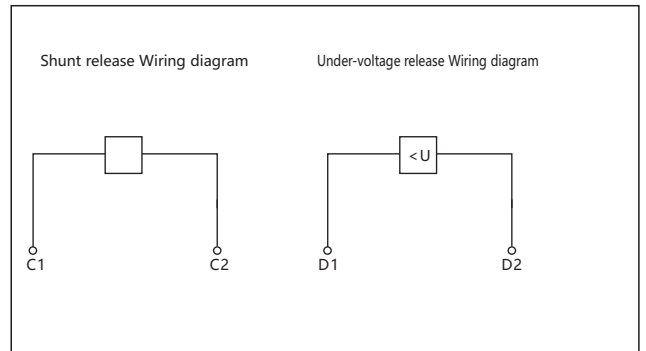 Shunt release Wiring diagram
Under-voltage release Wiring diagram
<U
C1
C2
D1
D2